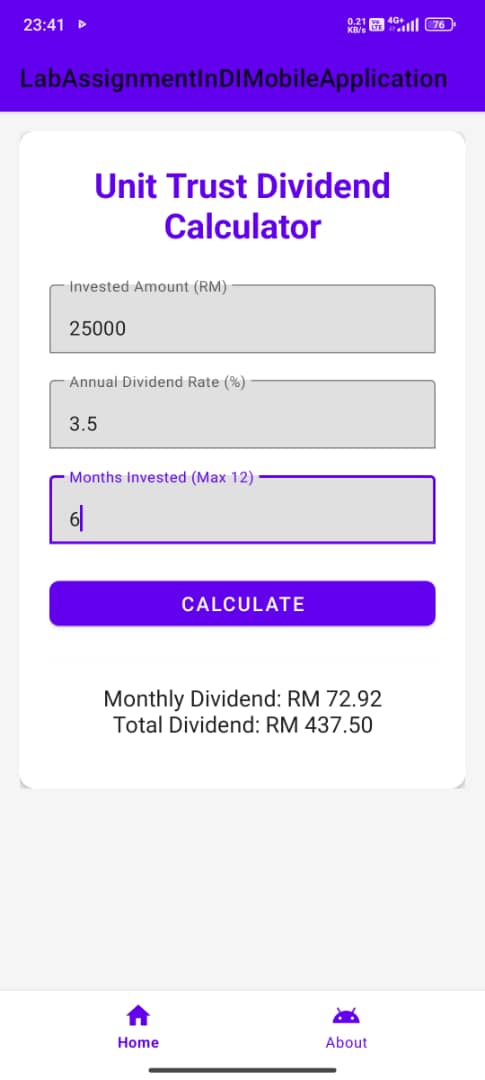 23:41
0.21 KB/s Vo LTE 4G+ 76
LabAssignmentInDIMobileApplication
Unit Trust Dividend
Calculator
Invested Amount (RM)
25000
Annual Dividend Rate (%)
3.5
Months Invested (Max 12)
6
CALCULATE
Monthly Dividend: RM 72.92
Total Dividend: RM 437.50
Home
About